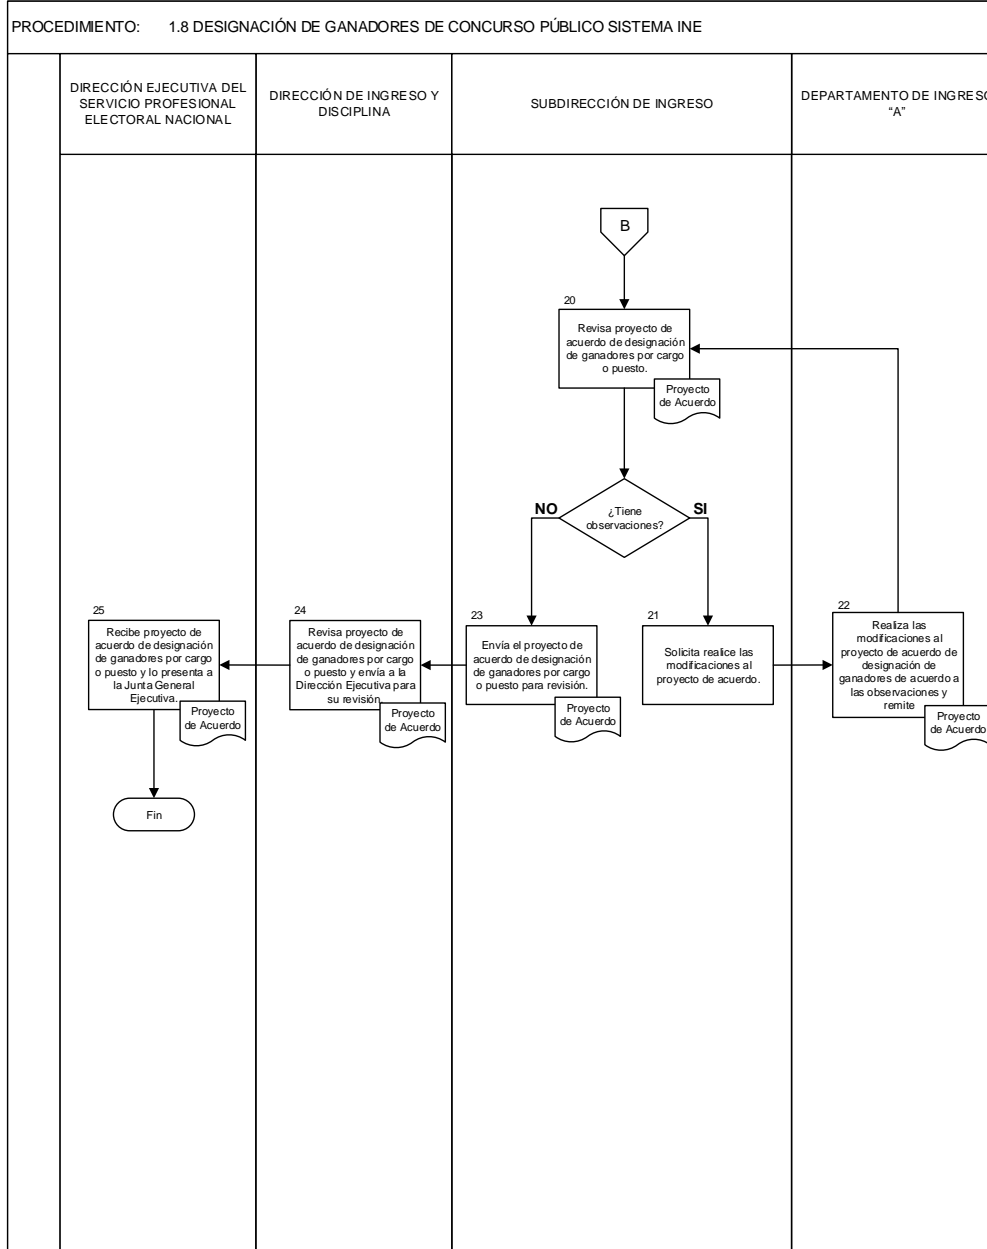 PROCEDIMIENTO: 1.8 DESIGNACIÓN DE GANADORES DE CONCURSO PÚBLICO SISTEMA INE
DIRECCIÓN EJECUTIVA DEL
SERVICIO PROFESIONAL
ELECTORAL NACIONAL
DIRECCIÓN DE INGRESO Y
DISCIPLINA
SUBDIRECCIÓN DE INGRESO
DEPARTAMENTO DE INGRESO
“A”
B
20
Revisa proyecto de
acuerdo de designación
de ganadores por cargo
o puesto.
Proyecto
de Acuerdo
¿Tiene
observaciones?
NO
SI
25
Recibe proyecto de
acuerdo de designación
de ganadores por cargo
o puesto y lo presenta a
la Junta General
Ejecutiva.
Proyecto
de Acuerdo
24
Revisa proyecto de
acuerdo de designación
de ganadores por cargo
o puesto y envía a la
Dirección Ejecutiva para
su revisión.
Proyecto
de Acuerdo
23
Envía el proyecto de
acuerdo de designación
de ganadores por cargo
o puesto para revisión.
Proyecto
de Acuerdo
21
Solicita realice las
modificaciones al
proyecto de acuerdo.
22
Realiza las
modificaciones al
proyecto de acuerdo de
designación de
ganadores de acuerdo a
las observaciones y
remite
Proyecto
de Acuerdo
Fin